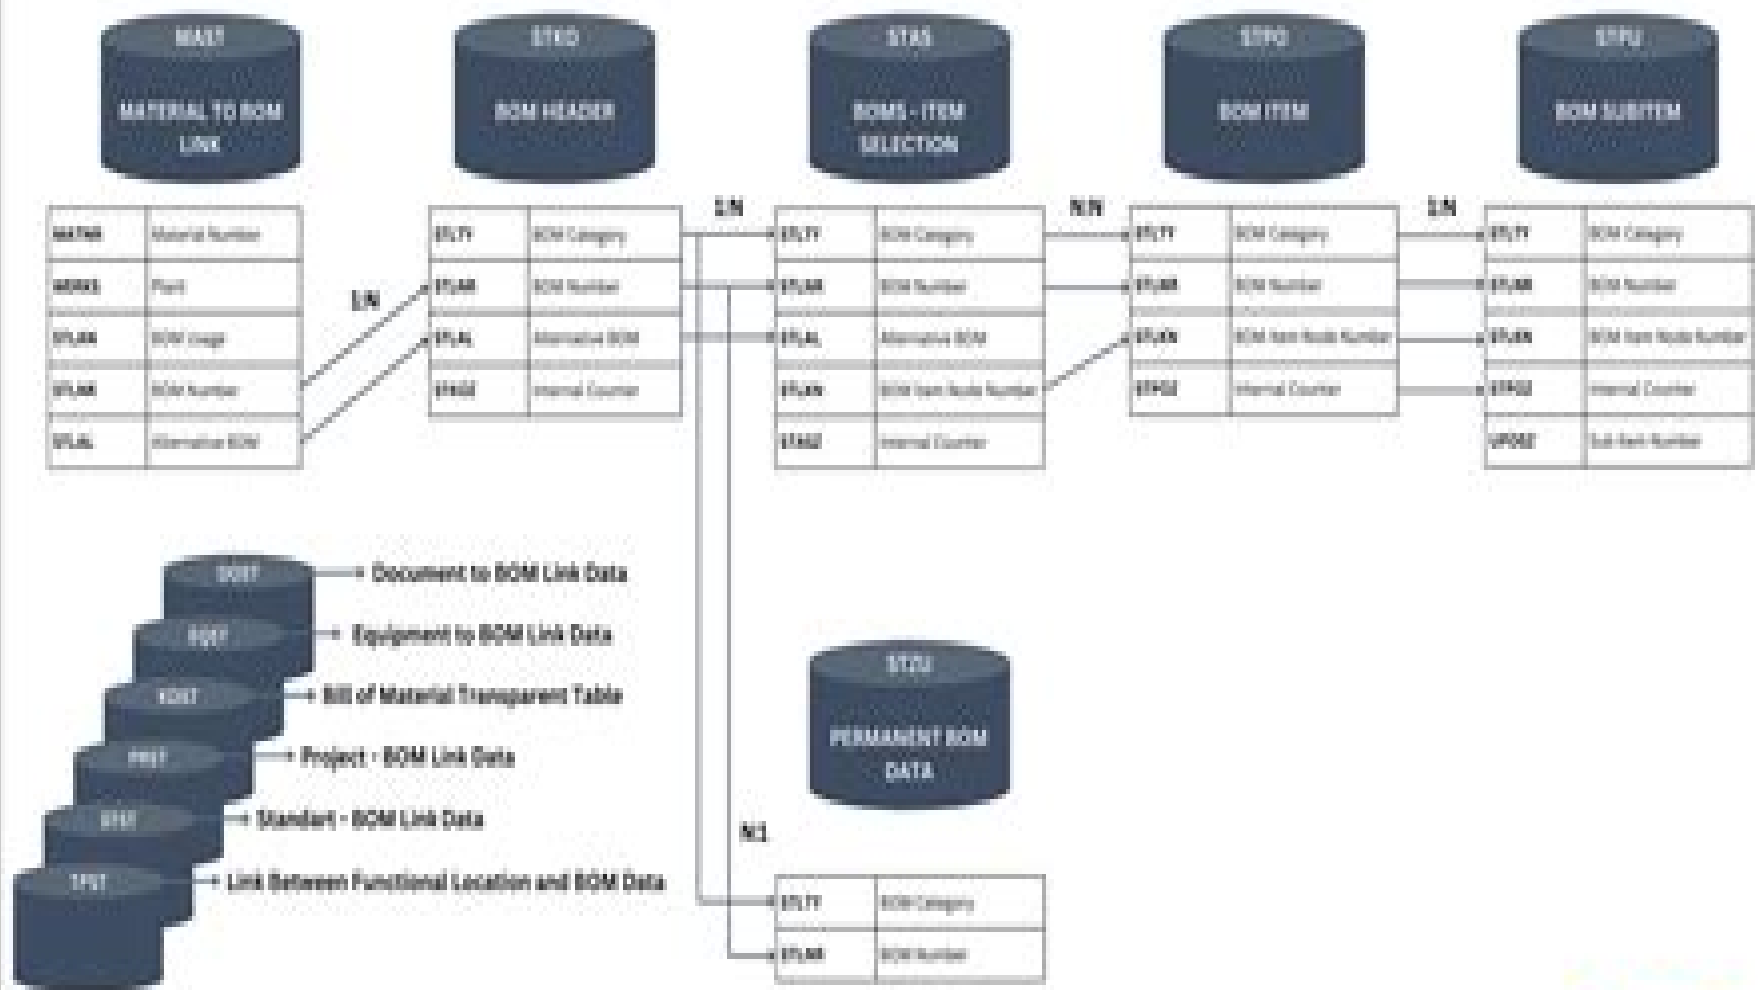 MAST
MATERIAL TO BOM
LINK
STKO
BOM HEADER
STAS
BOMS - ITEM
SELECTION
STPO
BOM ITEM
STPU
BOM SUBITEM
MATNR Material Number
WERKS Plant
STLAN BOM Usage
STLNR BOM Number
STLAL Alternative BOM
1:N
STLTY BOM Category
STLNR BOM Number
STLAL Alternative BOM
STKOZ Internal Counter
1:N
STLTY BOM Category
STLNR BOM Number
STLAL Alternative BOM
STLKN BOM Item Node Number
STASZ Internal Counter
N:N
STLTY BOM Category
STLNR BOM Number
STLKN BOM Item Node Number
STPOZ Internal Counter
1:N
STLTY BOM Category
STLNR BOM Number
STLKN BOM Item Node Number
STPOZ Internal Counter
UPOSZ Sub Item Number
DOST
Document to BOM Link Data
EQST
Equipment to BOM Link Data
KDST
Bill of Material Transparent Table
PRST
Project - BOM Link Data
STST
Standart - BOM Link Data
TPST
Link Between Functional Location and BOM Data
STZU
PERMANENT BOM
DATA
N:1
STLTY BOM Category
STLNR BOM Number